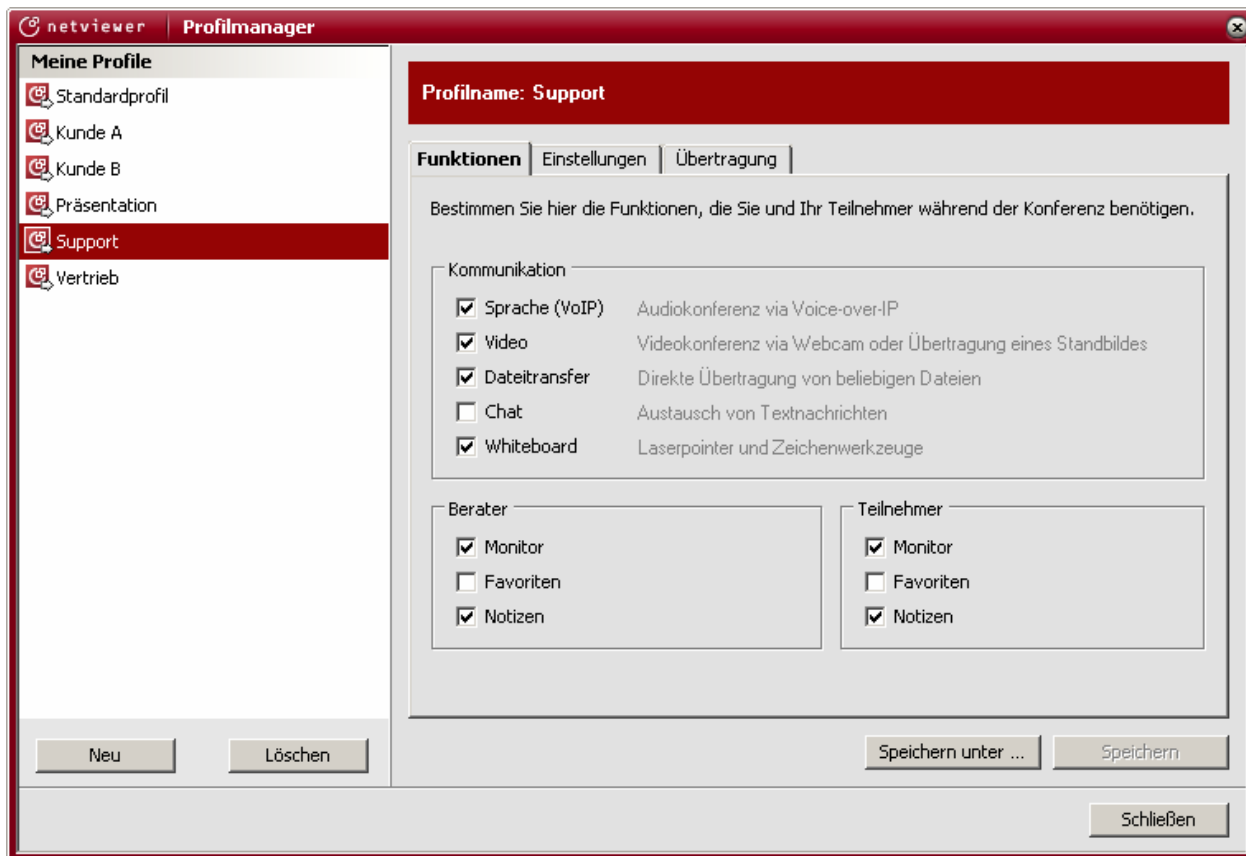 netviewer Profilmanager
Meine Profile
Standardprofil
Kunde A
Kunde B
Präsentation
Support
Vertrieb
Neu Löschen
Profilname: Support
Funktionen Einstellungen Übertragung
Bestimmen Sie hier die Funktionen, die Sie und Ihr Teilnehmer während der Konferenz benötigen.
Kommunikation
Sprache (VoIP) Audiokonferenz via Voice-over-IP
Video Videokonferenz via Webcam oder Übertragung eines Standbildes
Dateitransfer Direkte Übertragung von beliebigen Dateien
Chat Austausch von Textnachrichten
Whiteboard Laserpointer und Zeichenwerkzeuge
Berater
Monitor
Favoriten
Notizen
Teilnehmer
Monitor
Favoriten
Notizen
Speichern unter ... Speichern
Schließen